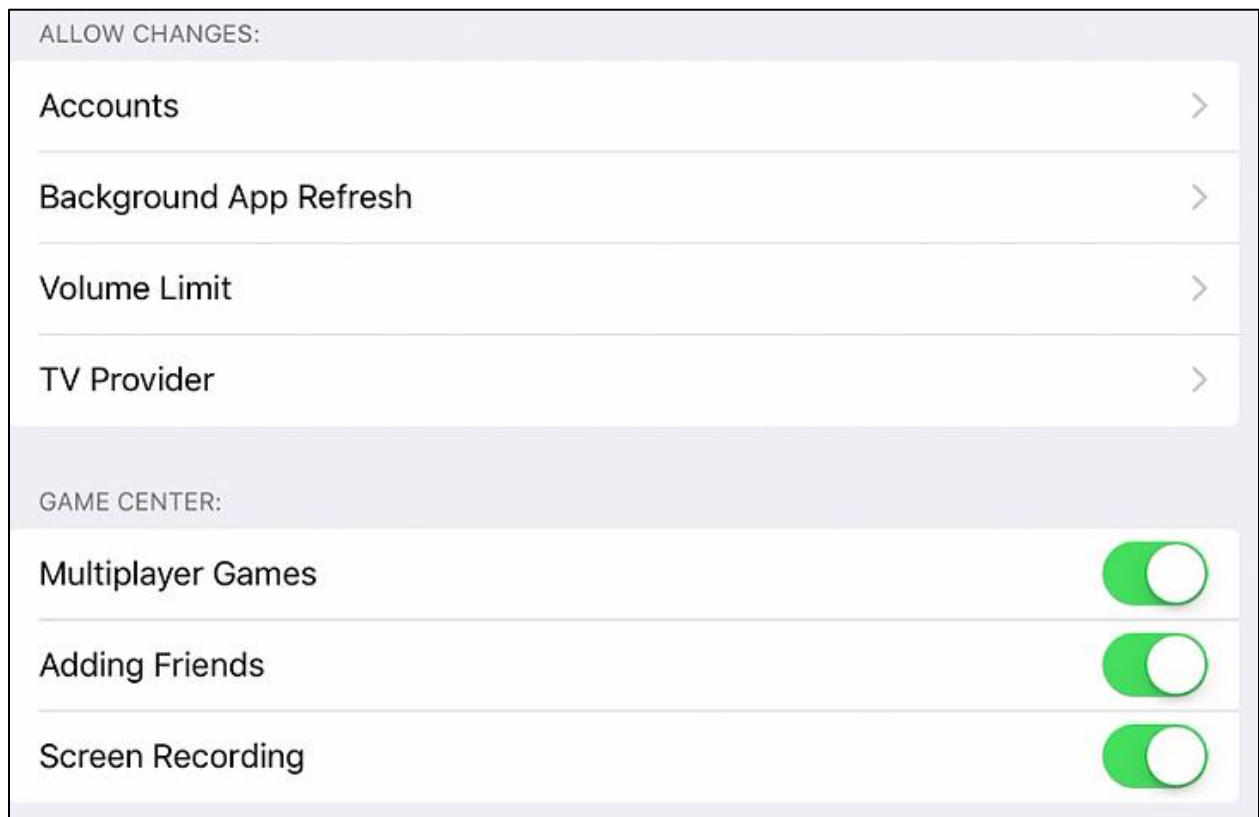 ALLOW CHANGES:
Accounts
Background App Refresh
Volume Limit
TV Provider
GAME CENTER:
Multiplayer Games
Adding Friends
Screen Recording